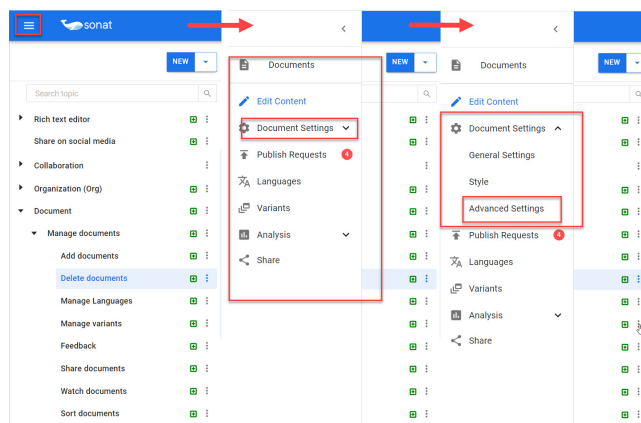 sonat
NEW
Search topic
Rich text editor
Share on social media
Collaboration
Organization (Org)
Document
Manage documents
Add documents
Delete documents
Manage Languages
Manage variants
Feedback
Share documents
Watch documents
Sort documents
Documents
Edit Content
Document Settings
Publish Requests 4
Languages
Variants
Analysis
Share
NEW
Documents
Edit Content
Document Settings
General Settings
Style
Advanced Settings
Publish Requests 4
Languages
Variants
Analysis
Share
NEW